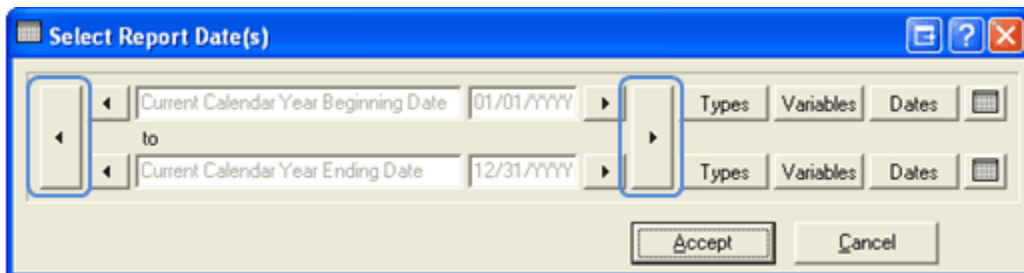 Select Report Date(s)
Current Calendar Year Beginning Date 01/01/YYYY Types Variables Dates
to
Current Calendar Year Ending Date 12/31/YYYY Types Variables Dates
Accept Cancel